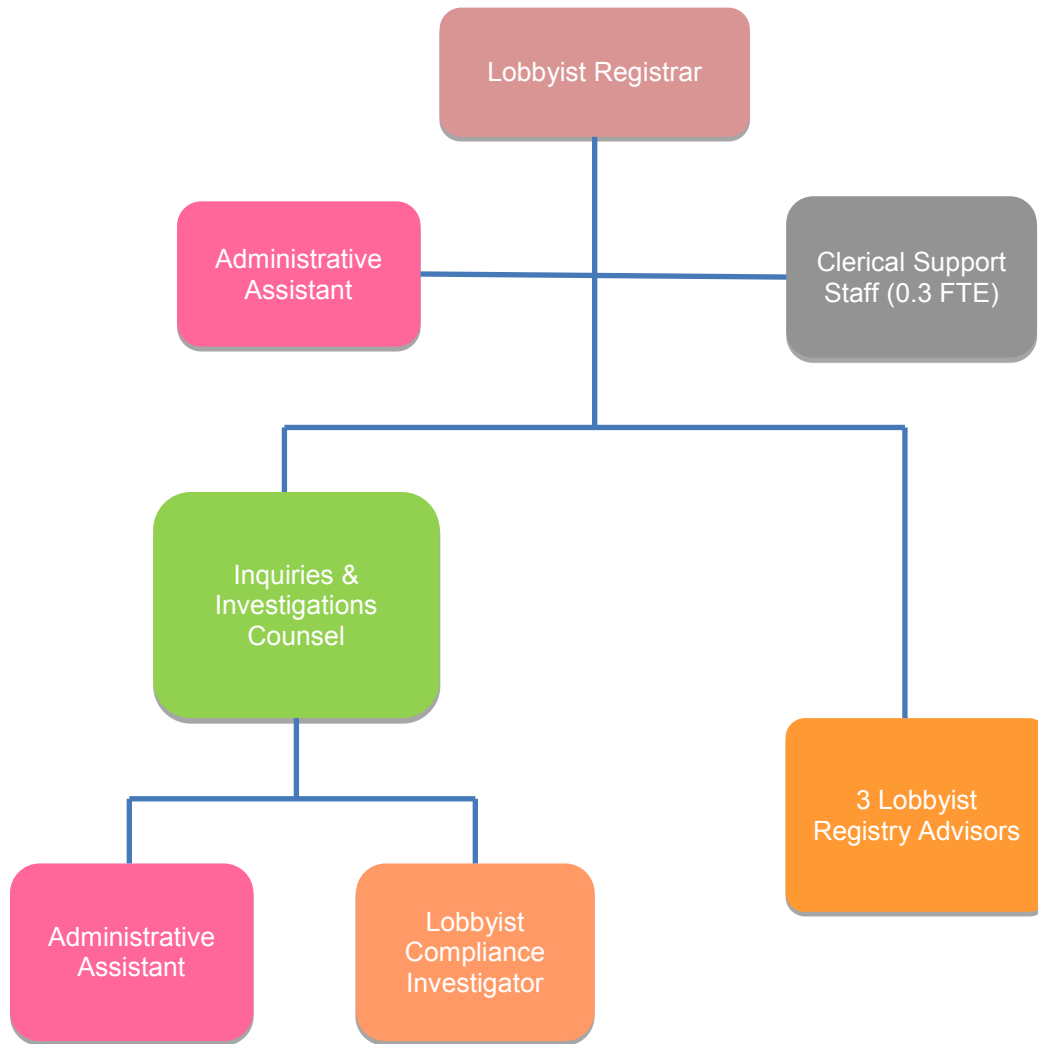 Lobbyist Registrar
Administrative
Assistant
Clerical Support
Staff (0.3 FTE)
Inquiries &
Investigations
Counsel
3 Lobbyist
Registry Advisors
Administrative
Assistant
Lobbyist
Compliance
Investigator